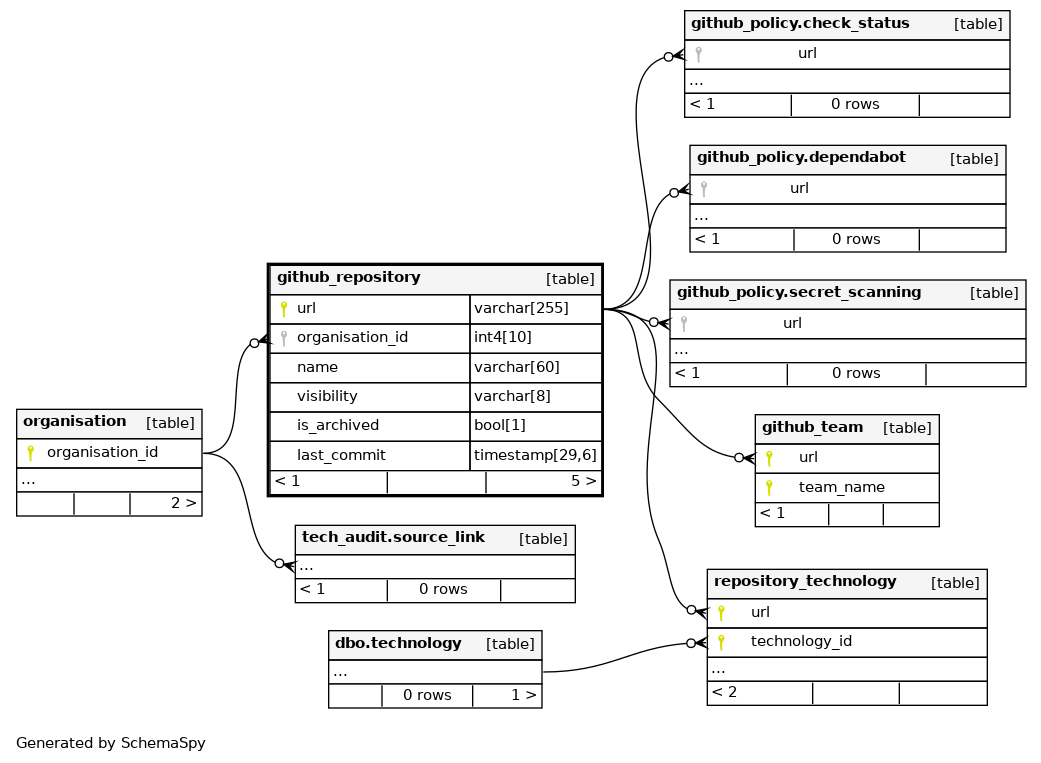 github_policy.check_status [table]
url
...
< 1 0 rows
github_policy.dependabot [table]
url
...
< 1 0 rows
github_repository [table]
url varchar[255]
organisation_id int4[10]
name varchar[60]
visibility varchar[8]
is_archived bool[1]
last_commit timestamp[29,6]
< 1 5 >
github_policy.secret_scanning [table]
url
...
< 1 0 rows
organisation [table]
organisation_id
...
2 >
github_team [table]
url
team_name
< 1
tech_audit.source_link [table]
...
< 1 0 rows
repository_technology [table]
url
technology_id
...
< 2
dbo.technology [table]
...
0 rows 1 >
Generated by SchemaSpy